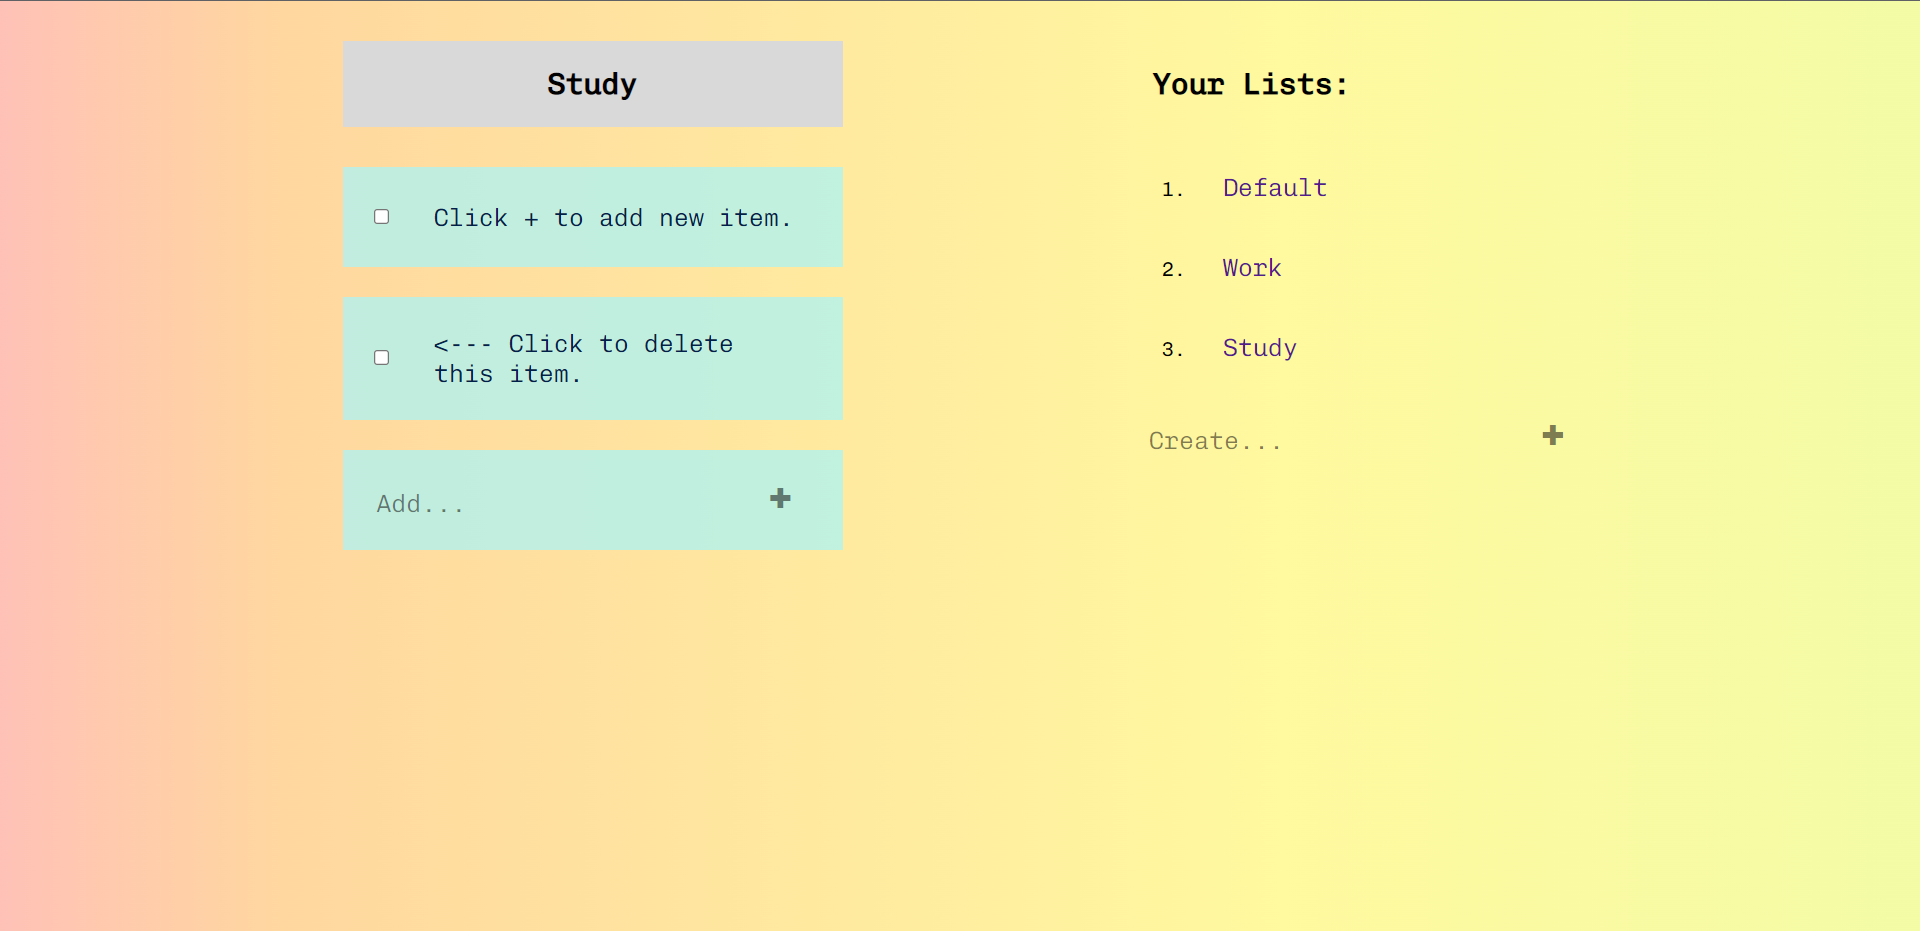 Study
Click + to add new item.
<--- Click to delete
this item.
Add...
+
Your Lists:
1. Default
2. Work
3. Study
Create...
+